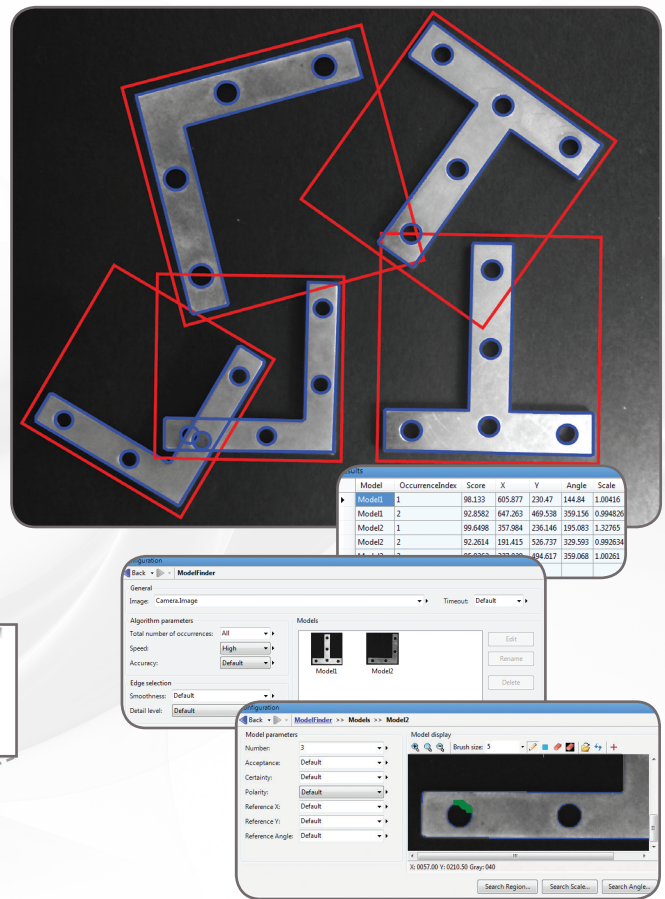 Model OccurrenceIndex Score X Y Angle Scale
Model1 1 98.133 605.877 230.47 144.84 1.00416
Model1 2 92.8582 647.263 469.538 359.156 0.994826
Model2 1 99.6498 357.984 236.146 195.083 1.32765
Model2 2 92.2614 191.415 526.737 329.593 0.992634
494.617 359.068 1.00261
Back ModelFinder
General
Image: Camera.Image Timeout: Default
Algorithm parameters Models
Total number of occurrences: All
Speed: High
Accuracy: Default
Edit
Rename
Delete
Model1 Model2
Edge selection
Smoothness: Default
Detail level: Default
Back ModelFinder >> Models >> Model2
Model parameters Model display
Number: 3 Brush size: 5
Acceptance: Default
Certainty: Default
Polarity: Default
Reference X: Default
Reference Y: Default
Reference Angle: Default
X: 0057.00 Y: 0210.50 Gray: 040
Search Region... Search Scale... Search Angle...